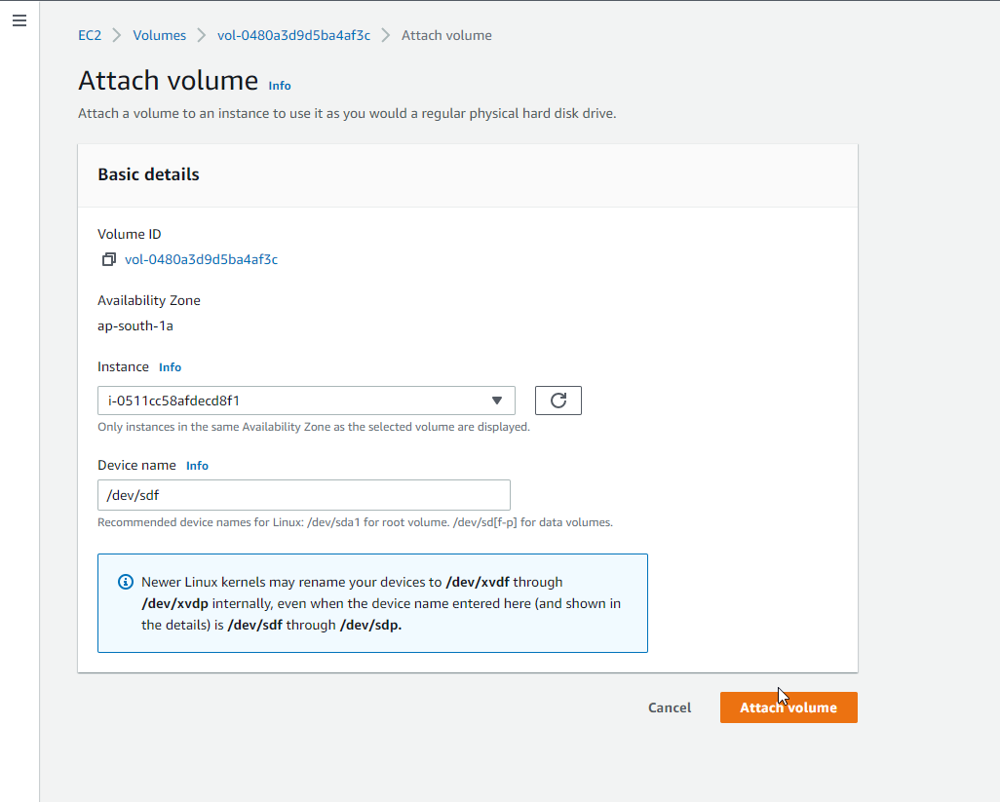 EC2 Volumes vol-0480a3d9d5ba4af3c Attach volume
Attach volume Info
Attach a volume to an instance to use it as you would a regular physical hard disk drive.
Basic details
Volume ID
vol-0480a3d9d5ba4af3c
Availability Zone
ap-south-1a
Instance Info
i-0511cc58afdecd8f1
Only instances in the same Availability Zone as the selected volume are displayed.
Device name Info
/dev/sdf
Recommended device names for Linux: /dev/sda1 for root volume. /dev/sd[f-p] for data volumes.
Newer Linux kernels may rename your devices to /dev/xvdf through
/dev/xvdp internally, even when the device name entered here (and shown in
the details) is /dev/sdf through /dev/sdp.
Cancel Attach volume